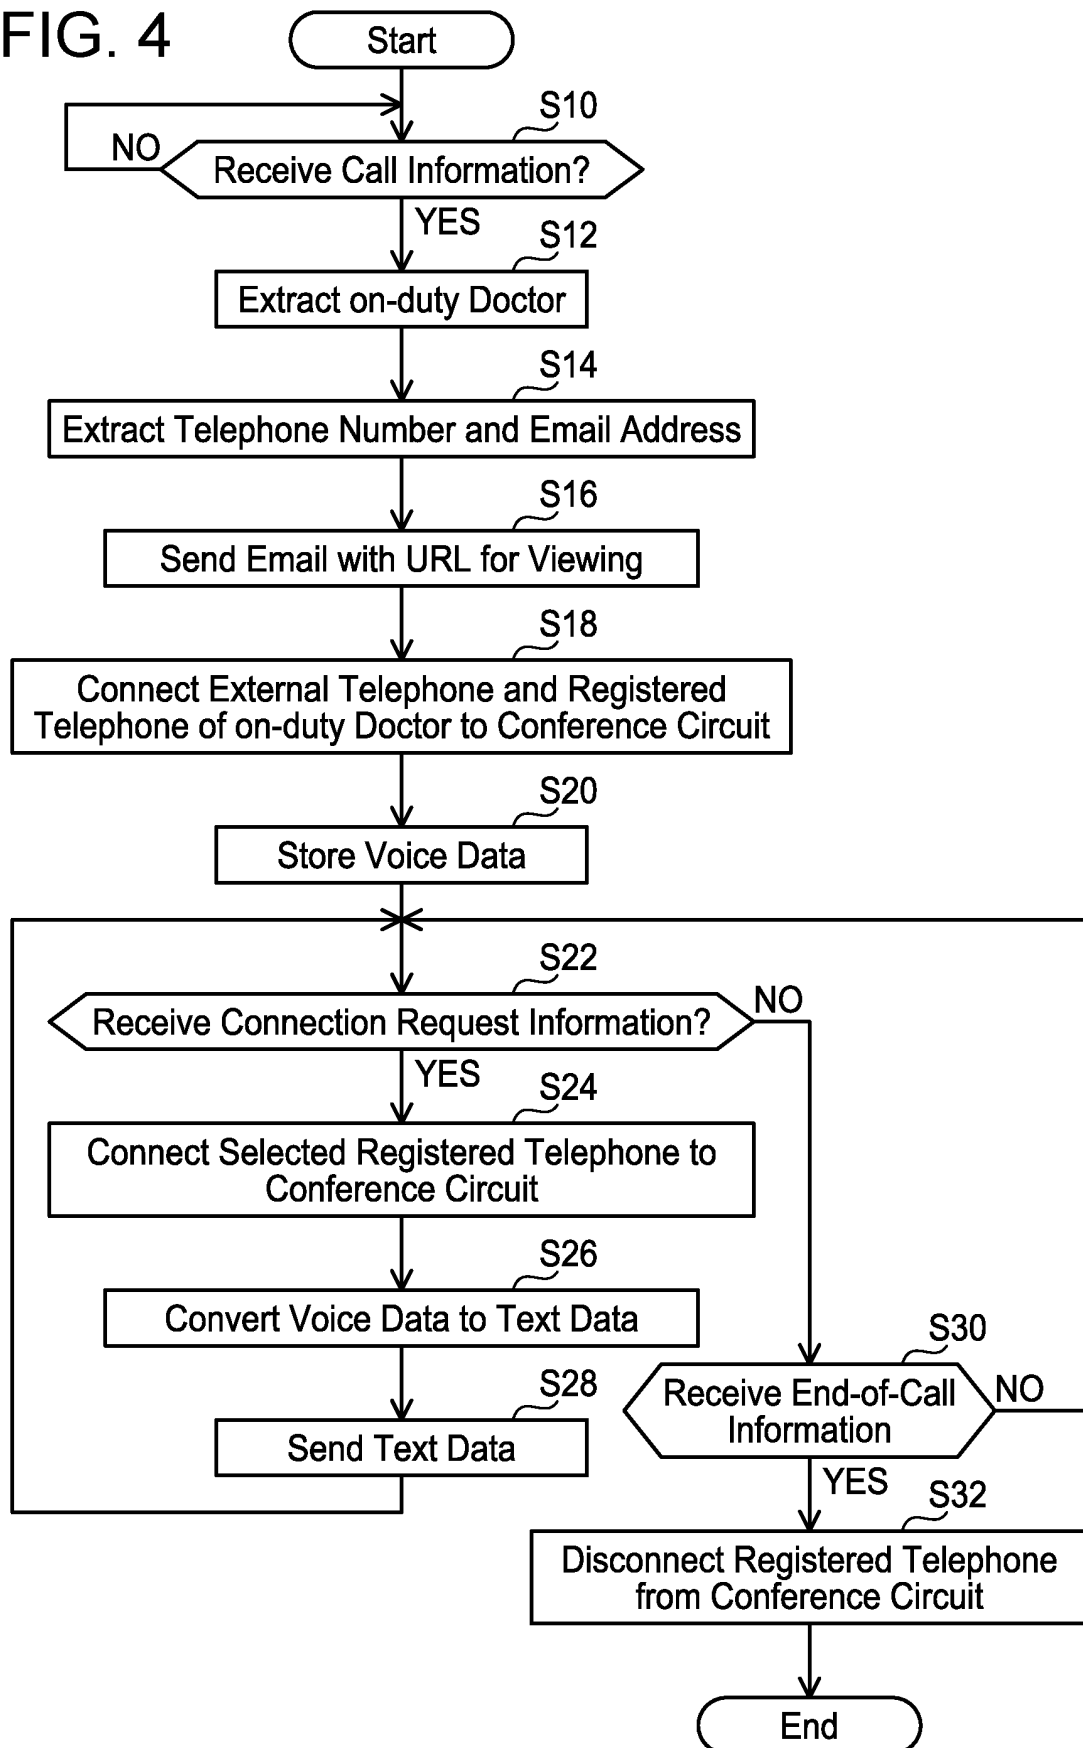 FIG. 4
Start
S10
NO
Receive Call Information?
YES
S12
Extract on-duty Doctor
S14
Extract Telephone Number and Email Address
S16
Send Email with URL for Viewing
S18
Connect External Telephone and Registered
Telephone of on-duty Doctor to Conference Circuit
S20
Store Voice Data
S22
Receive Connection Request Information?
NO
YES
S24
Connect Selected Registered Telephone to
Conference Circuit
S26
Convert Voice Data to Text Data
S28
Send Text Data
S30
Receive End-of-Call
Information
NO
YES
S32
Disconnect Registered Telephone
from Conference Circuit
End